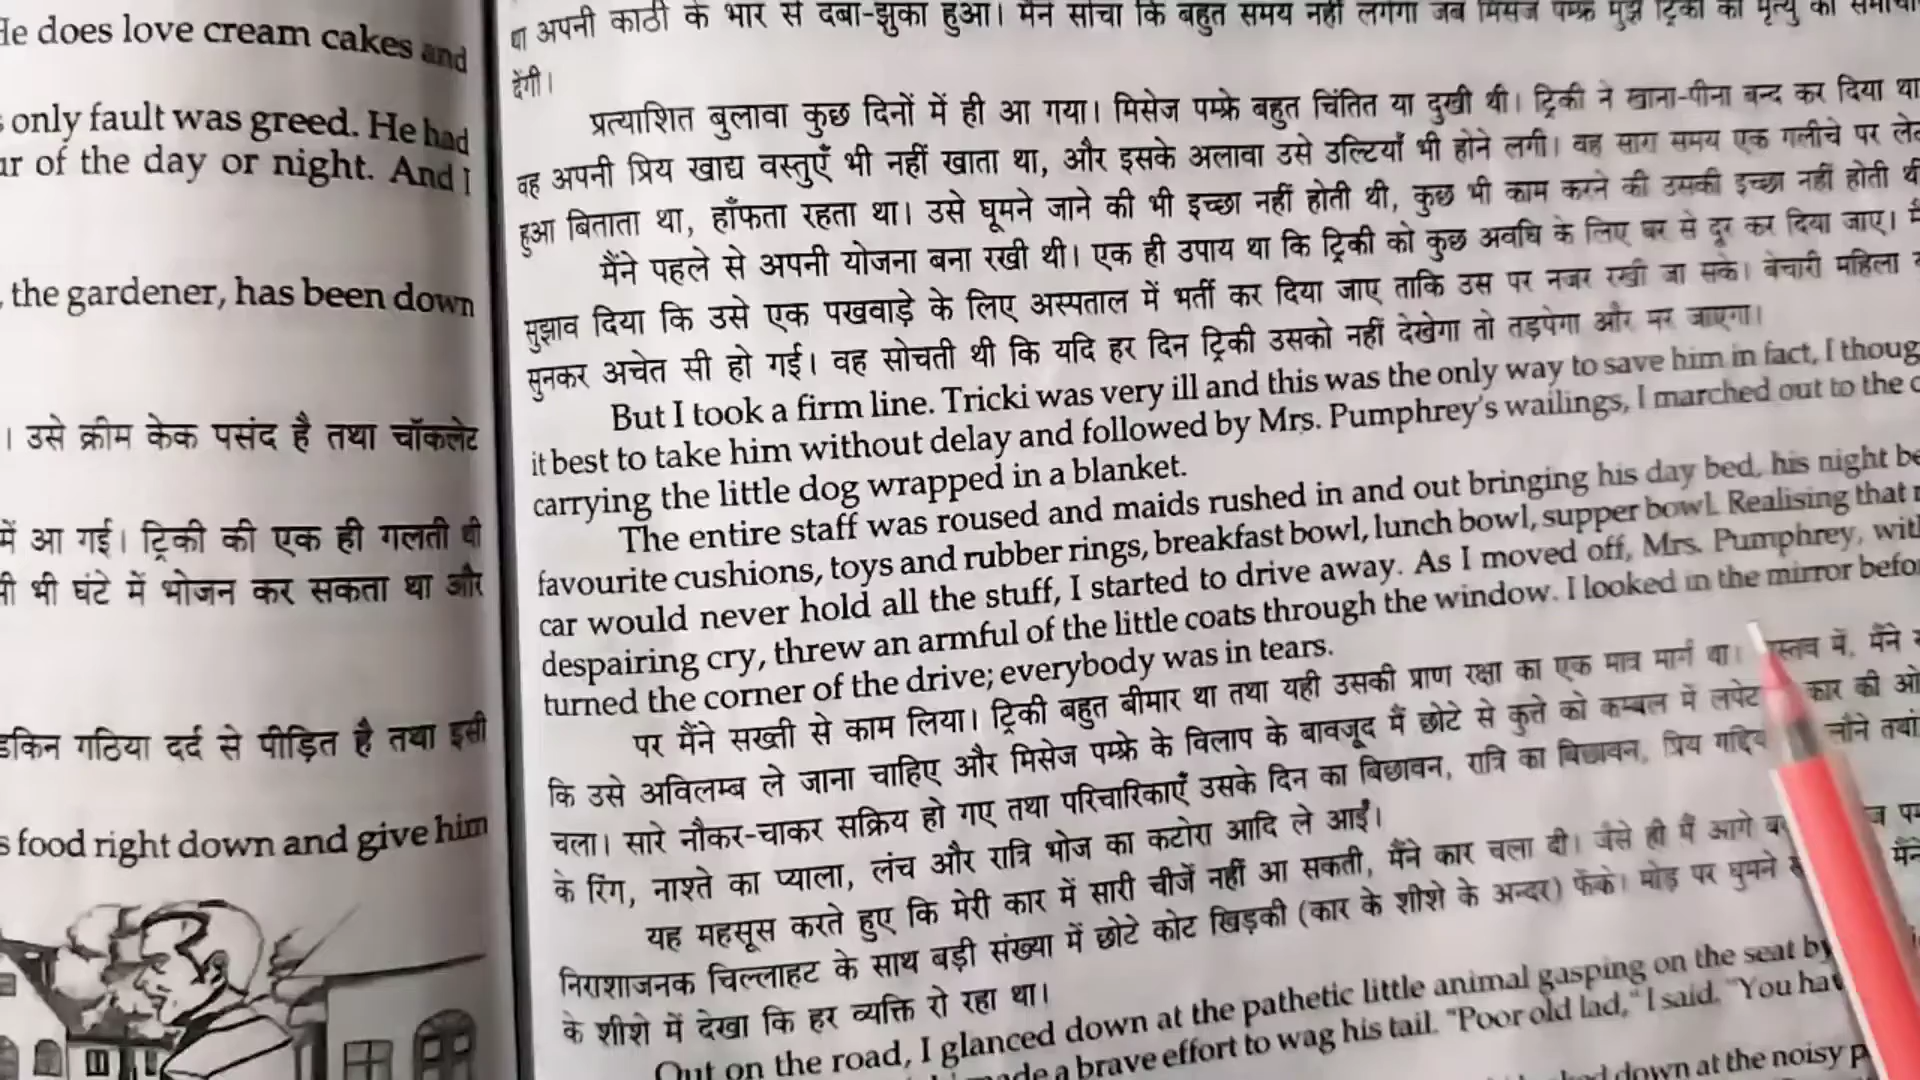 He does love cream cakes and
only fault was greed. He had
of the day or night. And I
the gardener, has been down
। उसे क्रीम केक पसंद है तथा चॉकलेट
में आ गई। ट्रिकी की एक ही गलती थी
भी घंटे में भोजन कर सकता था और
गठिया दर्द से पीड़ित है तथा इसी
food right down and give him
था अपनी काठी के भार से दबा-झुका हुआ। मैंने सोचा कि बहुत समय नहीं लगेगा जब मिसेज पम्फ्रे मुझे ट्रिकी की मृत्यु का
देंगी।
प्रत्याशित बुलावा कुछ दिनों में ही आ गया। मिसेज पम्फ्रे बहुत चिंतित या दुखी थी। ट्रिकी ने खाना-पीना बन्द कर दिया था
वह अपनी प्रिय खाद्य वस्तुएँ भी नहीं खाता था, और इसके अलावा उसे उल्टियाँ भी होने लगी। वह सारा समय एक गलीचे पर
हुआ बिताता था, हाँफता रहता था। उसे घूमने जाने की भी इच्छा नहीं होती थी, कुछ भी काम करने की उसकी इच्छा नहीं होती थी
मैंने पहले से अपनी योजना बना रखी थी। एक ही उपाय था कि ट्रिकी को कुछ अवधि के लिए घर से दूर कर दिया जाए। मैं
सुझाव दिया कि उसे एक पखवाड़े के लिए अस्पताल में भर्ती कर दिया जाए ताकि उस पर नजर रखी जा सके। बेचारी महिला
सुनकर अचेत सी हो गई। वह सोचती थी कि यदि हर दिन ट्रिकी उसको नहीं देखेगा तो तड़पेगा और मर जाएगा।
But I took a firm line. Tricki was very ill and this was the only way to save him in fact, I
it best to take him without delay and followed by Mrs. Pumphrey's wailings, I marched out to the
carrying the little dog wrapped in a blanket.
The entire staff was roused and maids rushed in and out bringing his day bed, his night
favourite cushions, toys and rubber rings, breakfast bowl, lunch bowl, supper bowl. Realising that
car would never hold all the stuff, I started to drive away. As I moved off, Mrs. Pumphrey,
despairing cry, threw an armful of the little coats through the window. I looked in the mirror
turned the corner of the drive; everybody was in tears.
पर मैंने सख्ती से काम लिया। ट्रिकी बहुत बीमार था तथा यही उसकी प्राण रक्षा का एक मात्र मार्ग था। में, मैंने
कि उसे अविलम्ब ले जाना चाहिए और मिसेज पम्फ्रे के विलाप के बावजूद मैं छोटे से कुत्ते को कम्बल में लपेट कार की
चला। सारे नौकर-चाकर सक्रिय हो गए तथा परिचारिकाएँ उसके दिन का बिछावन, रात्रि का बिछावन, प्रिय तथा
के रिंग, नाश्ते का प्याला, लंच और रात्रि भोज का कटोरा आदि ले आई।
यह महसूस करते हुए कि मेरी कार में सारी चीजें नहीं आ सकती, मैंने कार चला दी। जैसे ही मैं आगे
निराशाजनक चिल्लाहट के साथ बड़ी संख्या में छोटे कोट खिड़की (कार के शीशे के अन्दर) फेंके। मोड़ पर घुमने
के शीशे में देखा कि हर व्यक्ति रो रहा था।
Out on the road, I glanced down at the pathetic little animal gasping on the seat by
a brave effort to wag his tail. "Poor old lad," I said. "You
down at the noisy